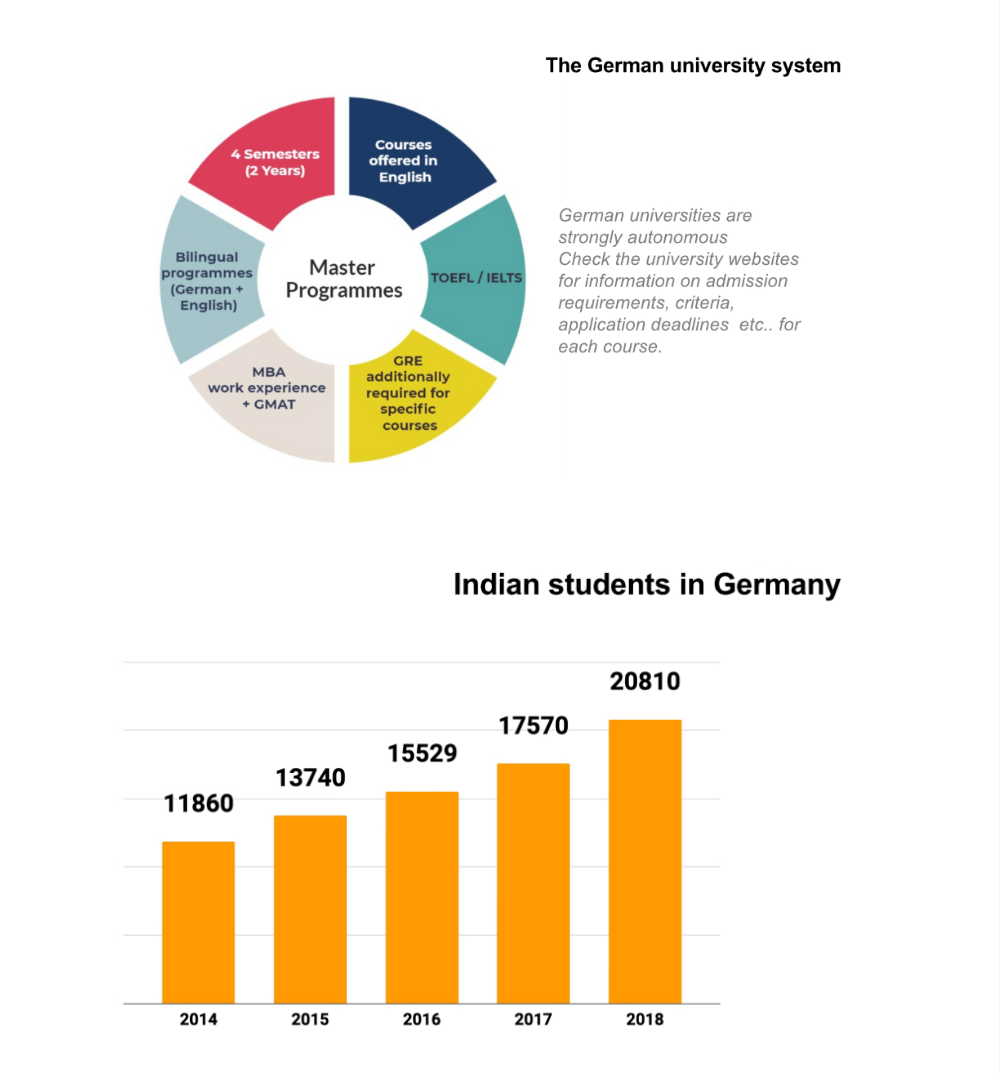 The German university system
4 Semesters
(2 Years)
Courses
offered in
English
Bilingual
programmes
(German +
English)
Master
Programmes
TOEFL / IELTS
MBA
work experience
+ GMAT
GRE
additionally
required for
specific
courses
German universities are
strongly autonomous
Check the university websites
for information on admission
requirements, criteria,
application deadlines  etc.. for
each course.
Indian students in Germany
11860
13740
15529
17570
20810
2014
2015
2016
2017
2018